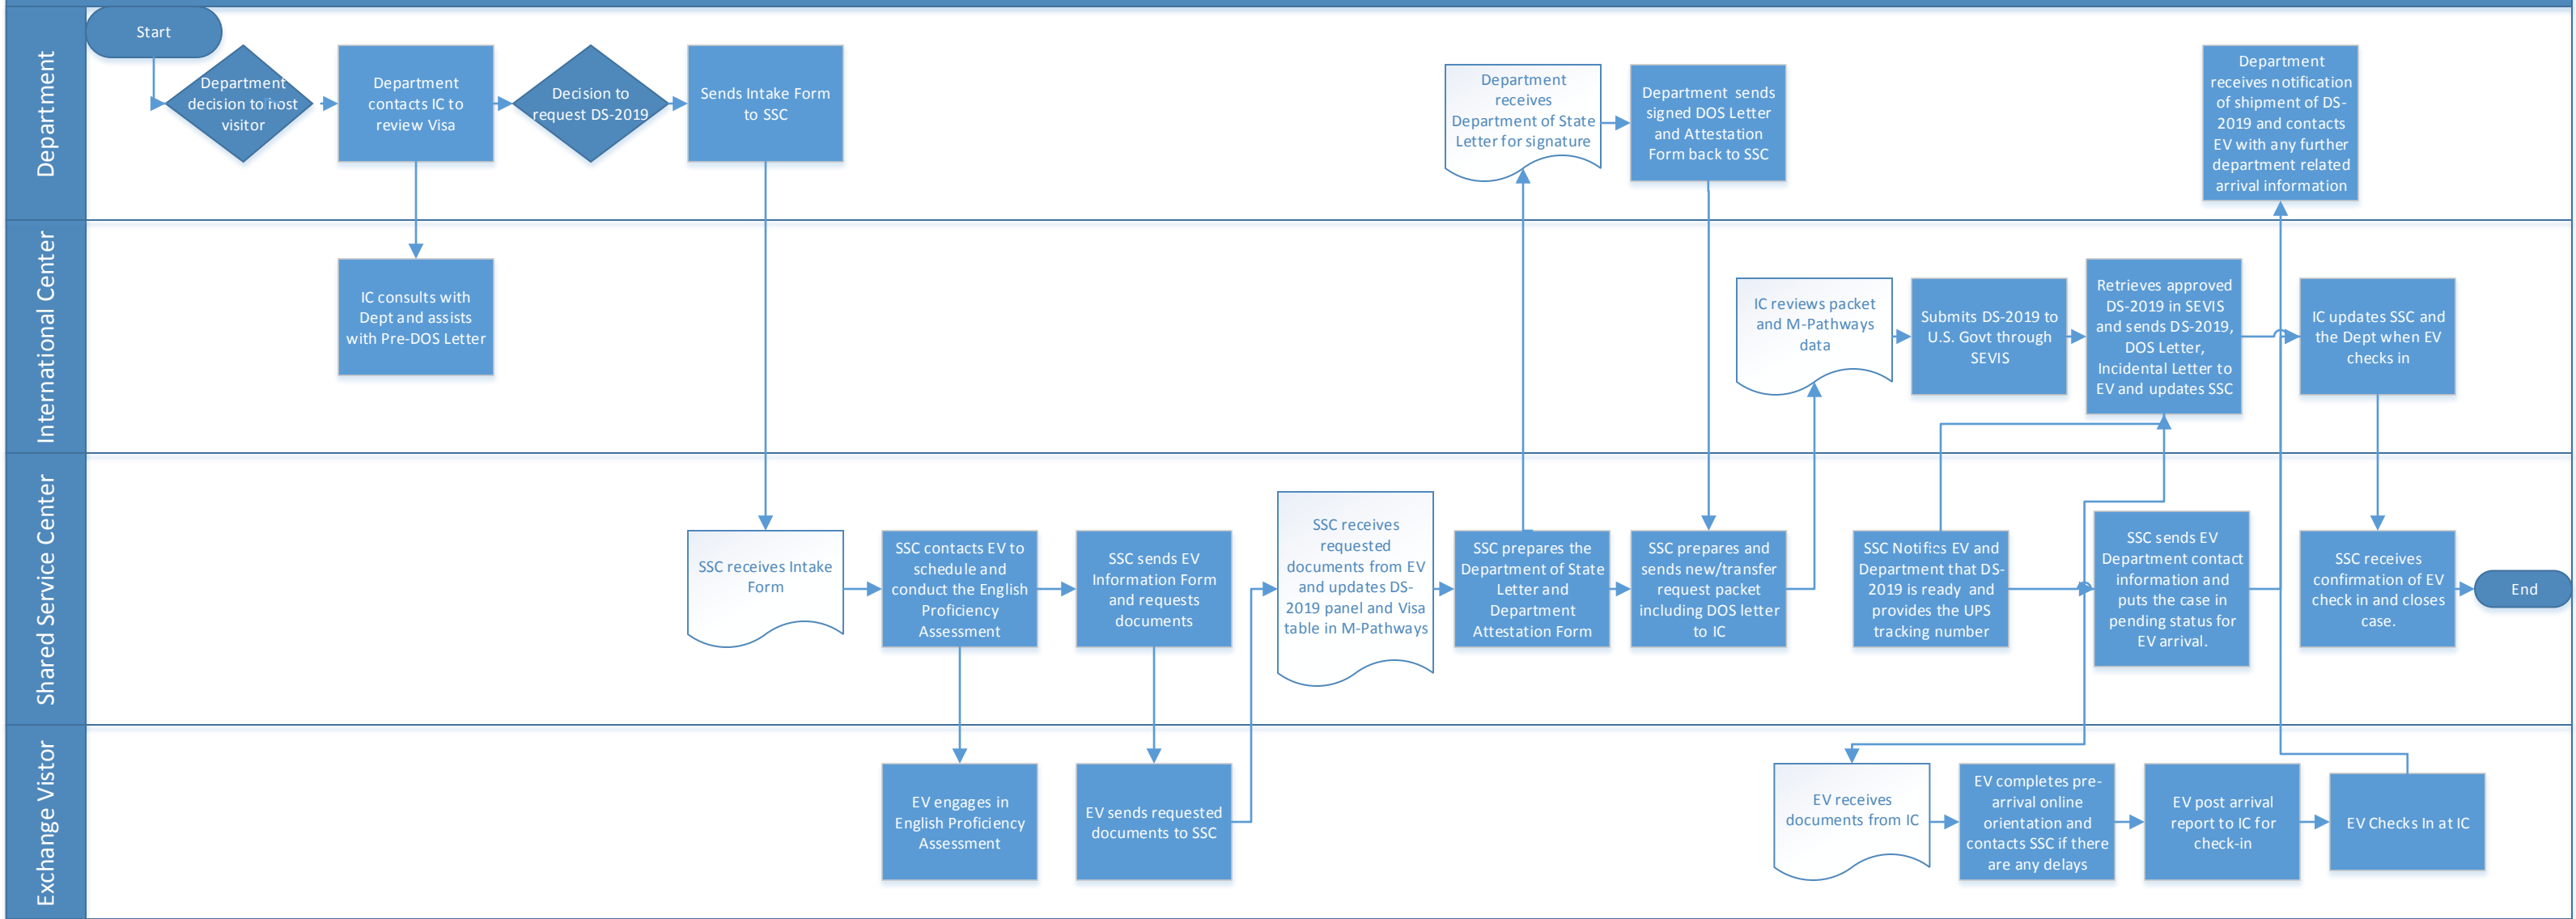 Department
Start
Department
decision to host
visitor
Department
contacts IC to
review Visa
Decision to
request DS-2019
Sends Intake Form
to SSC
Department
receives
Department of State
Letter for signature
Department sends
signed DOS Letter
and Attestation
Form back to SSC
Department
receives notification
of shipment of DS-
2019 and contacts
EV with any further
department related
arrival information
International Center
IC consults with
Dept and assists
with Pre-DOS Letter
IC reviews packet
and M-Pathways
data
Submits DS-2019 to
U.S. Govt through
SEVIS
Retrieves approved
DS-2019 in SEVIS
and sends DS-2019,
DOS Letter,
Incidental Letter to
EV and updates SSC
IC updates SSC and
the Dept when EV
checks in
Shared Service Center
SSC receives Intake
Form
SSC contacts EV to
schedule and
conduct the English
Proficiency
Assessment
SSC sends EV
Information Form
and requests
documents
SSC receives
requested
documents from EV
and updates DS-
2019 panel and Visa
table in M-Pathways
SSC prepares the
Department of State
Letter and
Department
Attestation Form
SSC prepares and
sends new/transfer
request packet
including DOS letter
to IC
SSC Notifies EV and
Department that DS-
2019 is ready and
provides the UPS
tracking number
SSC sends EV
Department contact
information and
puts the case in
pending status for
EV arrival.
SSC receives
confirmation of EV
check in and closes
case.
End
Exchange Vistor
EV engages in
English Proficiency
Assessment
EV sends requested
documents to SSC
EV receives
documents from IC
EV completes pre-
arrival online
orientation and
contacts SSC if there
are any delays
EV post arrival
report to IC for
check-in
EV Checks In at IC